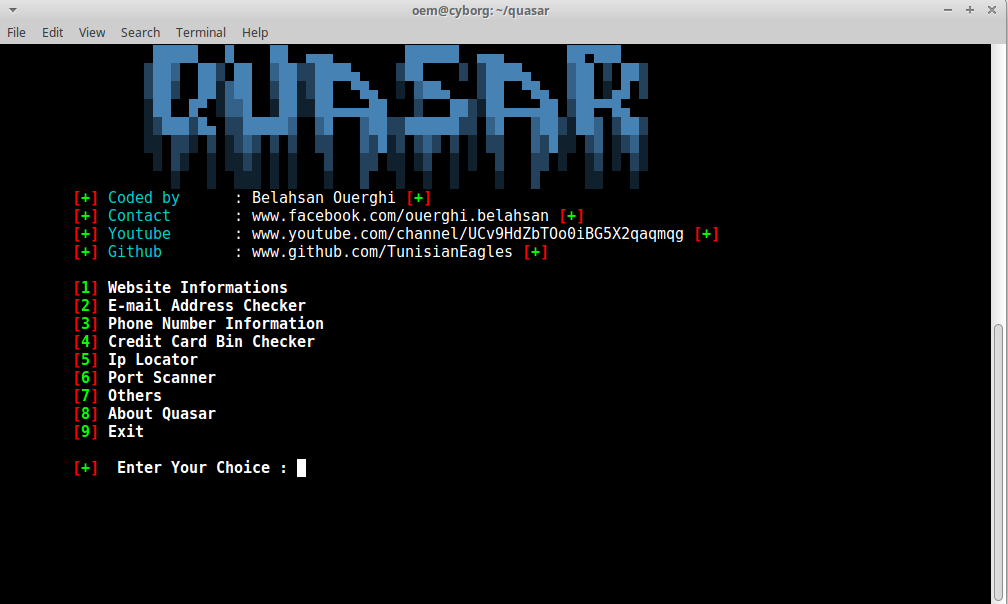 oem@cyborg: ~/quasar
File Edit View Search Terminal Help
QUASAR
[+] Coded by : Belahsan Ouerghi [+]
[+] Contact : www.facebook.com/ouerghi.belahsan [+]
[+] Youtube : www.youtube.com/channel/UCv9HdZbTOo0iBG5X2qaqmqg [+]
[+] Github : www.github.com/TunisianEagles [+]
[1] Website Informations
[2] E-mail Address Checker
[3] Phone Number Information
[4] Credit Card Bin Checker
[5] Ip Locator
[6] Port Scanner
[7] Others
[8] About Quasar
[9] Exit
[+] Enter Your Choice :